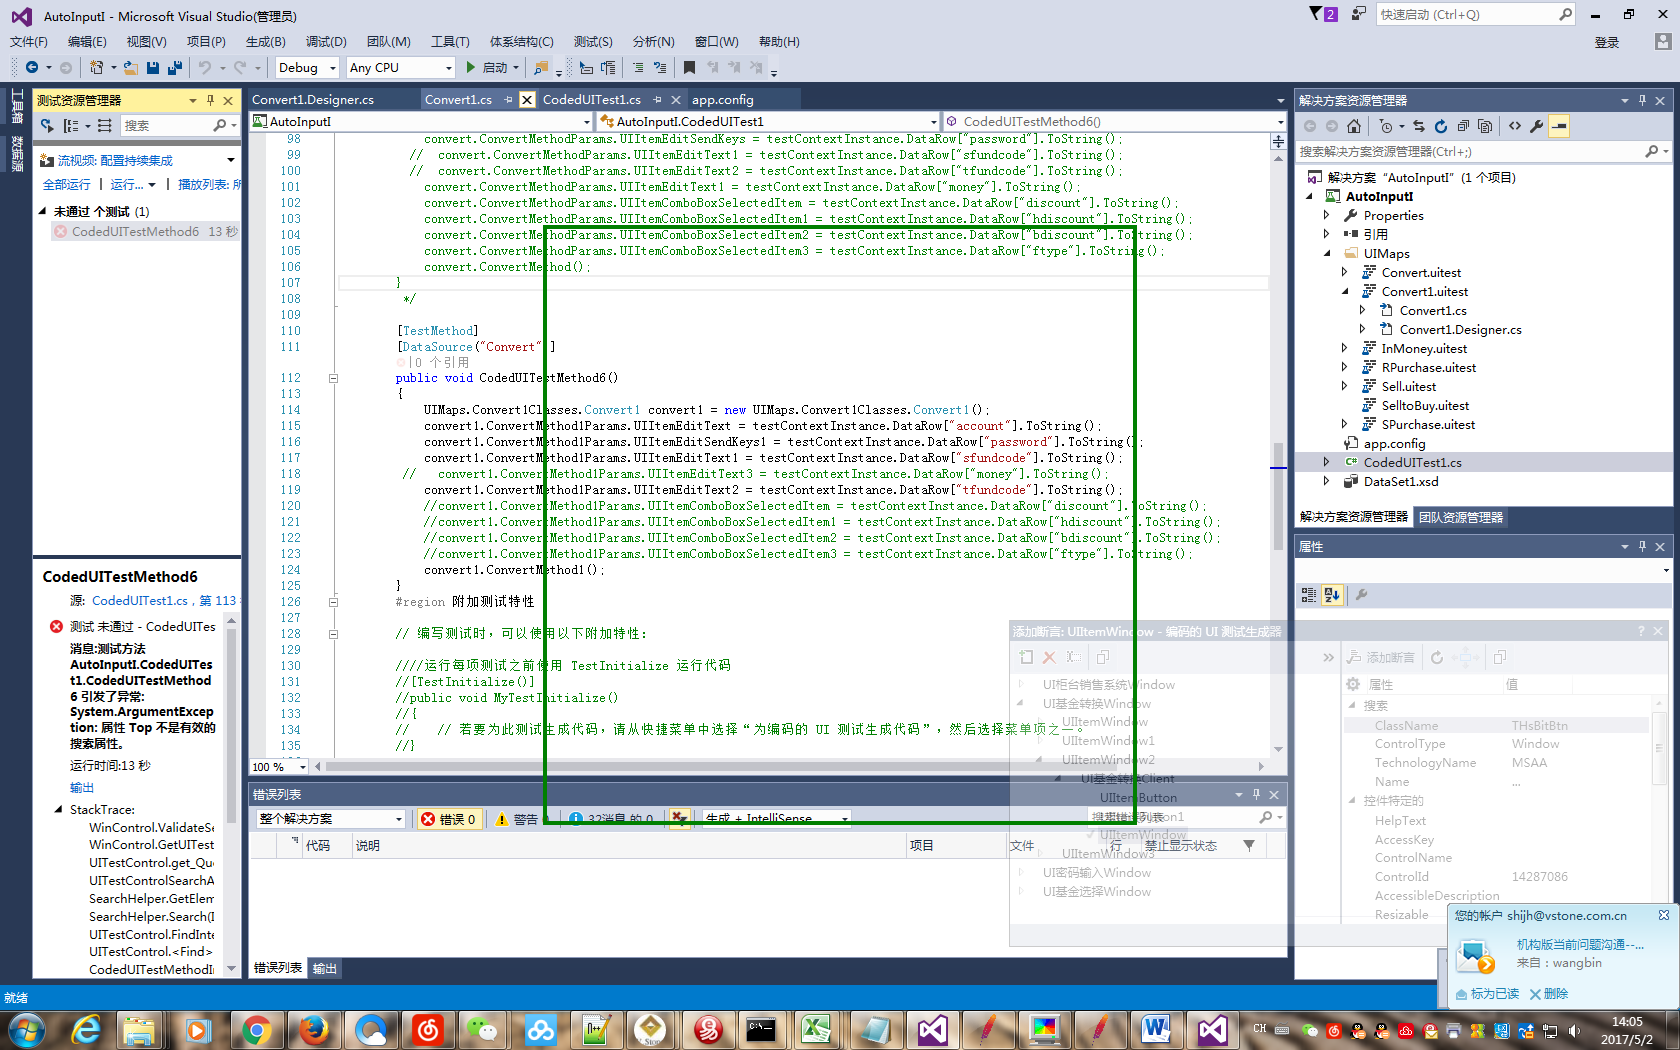 AutoInputI - Microsoft Visual Studio(管理员)
2
快速启动 (Ctrl+Q)
文件(F) 编辑(E) 视图(V) 项目(P) 生成(B) 调试(D) 团队(M) 工具(T) 体系结构(C) 测试(S) 分析(N) 窗口(W) 帮助(H)
登录
Debug Any CPU 启动
工具箱
数据源
测试资源管理器
搜索
流视频: 配置持续集成
全部运行 | 运行... | 播放列表: 所
未通过 个测试 (1)
CodedUITestMethod6 13 秒
CodedUITestMethod6
源: CodedUITest1.cs，第 113
测试 未通过 - CodedUITes
消息:测试方法
AutoInputI.CodedUITes
t1.CodedUITestMethod
6 引发了异常:
System.ArgumentExce
ption: 属性 Top 不是有效的
搜索属性。
运行时间:13 秒
输出
StackTrace:
WinControl.ValidateSe
WinControl.GetUITest
UITestControl.get_Qu
UITestControlSearchA
SearchHelper.GetElem
SearchHelper.Search(I
UITestControl.FindInte
UITestControl.<Find>
CodedUITestMethodI
Convert1.Designer.cs Convert1.cs CodedUITest1.cs app.config
AutoInputI AutoInputI.CodedUITest1 CodedUITestMethod6()
98 convert.ConvertMethodParams.UIItemEditSendKeys = testContextInstance.DataRow["password"].ToString();
99 // convert.ConvertMethodParams.UIItemEditText1 = testContextInstance.DataRow["sfundcode"].ToString();
100 // convert.ConvertMethodParams.UIItemEditText2 = testContextInstance.DataRow["tfundcode"].ToString();
101 convert.ConvertMethodParams.UIItemEditText1 = testContextInstance.DataRow["money"].ToString();
102 convert.ConvertMethodParams.UIItemComboBoxSelectedItem = testContextInstance.DataRow["discount"].ToString();
103 convert.ConvertMethodParams.UIItemComboBoxSelectedItem1 = testContextInstance.DataRow["hdiscount"].ToString();
104 convert.ConvertMethodParams.UIItemComboBoxSelectedItem2 = testContextInstance.DataRow["bdiscount"].ToString();
105 convert.ConvertMethodParams.UIItemComboBoxSelectedItem3 = testContextInstance.DataRow["ftype"].ToString();
106 convert.ConvertMethod();
107 }
108 */
109
110 [TestMethod]
111 [DataSource("Convert")]
|0 个引用
112 public void CodedUITestMethod6()
113 {
114 UIMaps.Convert1Classes.Convert1 convert1 = new UIMaps.Convert1Classes.Convert1();
115 convert1.ConvertMethod1Params.UIItemEditText = testContextInstance.DataRow["account"].ToString();
116 convert1.ConvertMethod1Params.UIItemEditSendKeys1 = testContextInstance.DataRow["password"].ToString();
117 convert1.ConvertMethod1Params.UIItemEditText1 = testContextInstance.DataRow["sfundcode"].ToString();
118 // convert1.ConvertMethod1Params.UIItemEditText3 = testContextInstance.DataRow["money"].ToString();
119 convert1.ConvertMethod1Params.UIItemEditText2 = testContextInstance.DataRow["tfundcode"].ToString();
120 //convert1.ConvertMethod1Params.UIItemComboBoxSelectedItem = testContextInstance.DataRow["discount"].ToString();
121 //convert1.ConvertMethod1Params.UIItemComboBoxSelectedItem1 = testContextInstance.DataRow["hdiscount"].ToString();
122 //convert1.ConvertMethod1Params.UIItemComboBoxSelectedItem2 = testContextInstance.DataRow["bdiscount"].ToString();
123 //convert1.ConvertMethod1Params.UIItemComboBoxSelectedItem3 = testContextInstance.DataRow["ftype"].ToString();
124 convert1.ConvertMethod1();
125 }
126 #region 附加测试特性
127
128 // 编写测试时，可以使用以下附加特性:
129
130 ////运行每项测试之前使用 TestInitialize 运行代码
131 //[TestInitialize()]
132 //public void MyTestInitialize()
133 //{
134 // // 若要为此测试生成代码，请从快捷菜单中选择“为编码的 UI 测试生成代码”，然后选择菜单项之一。
135 //}
100 %
错误列表
整个解决方案 错误 0 警告 32消息 的 0 生成 + IntelliSense 搜索错误列表
代码 说明 项目 文件 行 禁止显示状态
错误列表 输出
添加断言: UIItemWindow - 编码的 UI 测试生成器
添加断言
UI柜台销售系统Window
UI基金转换Window
UIItemWindow
UIItemWindow1
UIItemWindow2
UI基金转换Client
UIItemButton
UIItemWindow
UIItemWindow3
UI密码输入Window
UI基金选择Window
属性 值
搜索
ClassName THsBitBtn
ControlType Window
TechnologyName MSAA
Name ...
控件特定的
HelpText
AccessKey
ControlName
ControlId 14287086
AccessibleDescription
Resizable
解决方案资源管理器
搜索解决方案资源管理器(Ctrl+;)
解决方案 “AutoInputI” (1 个项目)
AutoInputI
Properties
引用
UIMaps
Convert.uitest
Convert1.uitest
Convert1.cs
Convert1.Designer.cs
InMoney.uitest
RPurchase.uitest
Sell.uitest
SelltoBuy.uitest
SPurchase.uitest
app.config
CodedUITest1.cs
DataSet1.xsd
解决方案资源管理器 团队资源管理器
属性
您的帐户 shijh@vstone.com.cn
机构版当前问题沟通--...
来自：wangbin
标为已读 删除
就绪
CH
14:05
2017/5/2